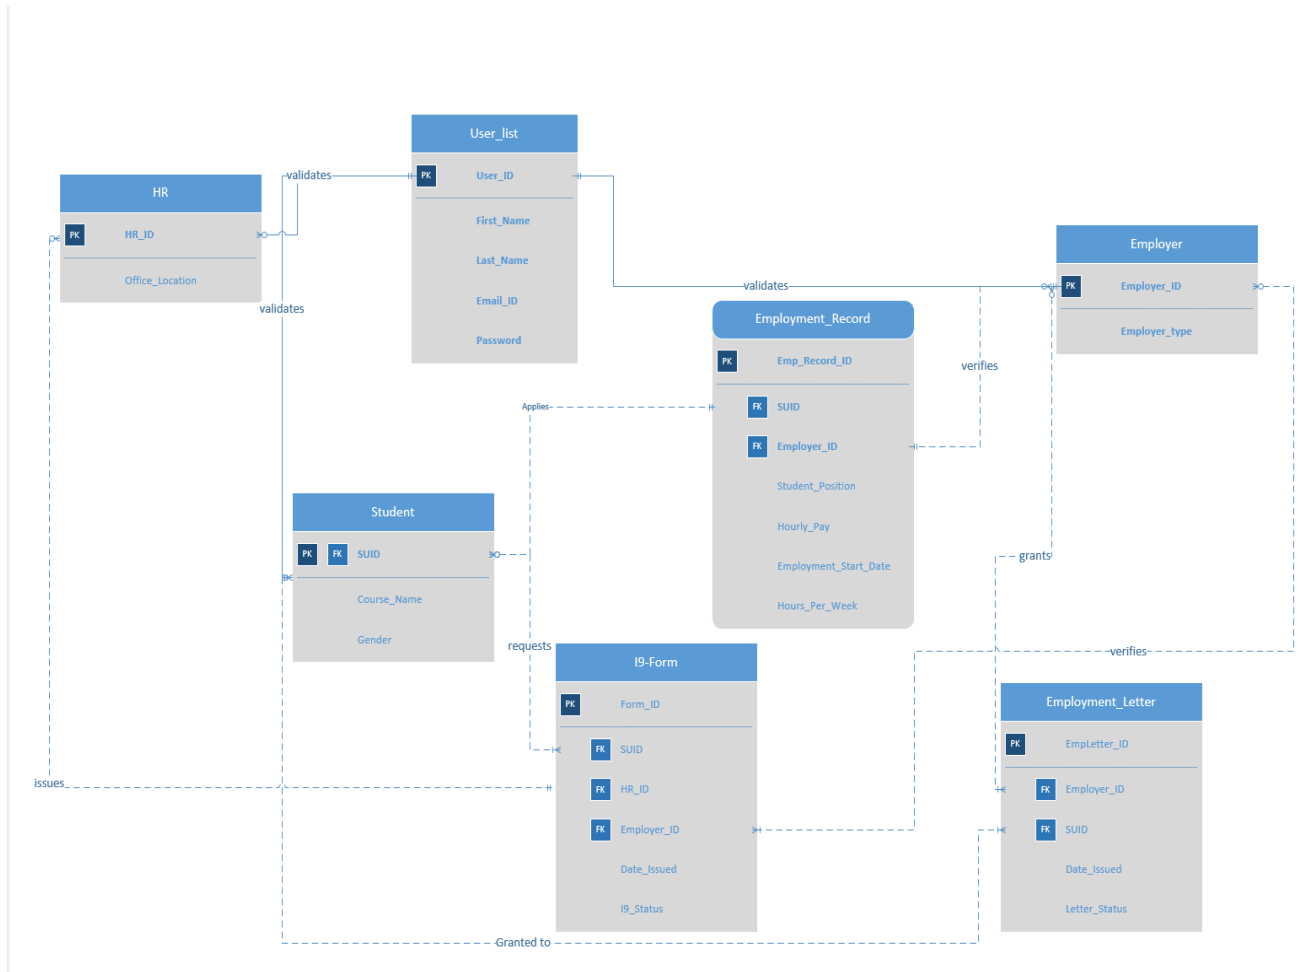 User_list
PK User_ID
First_Name
Last_Name
Email_ID
Password
validates
HR
PK HR_ID
Office_Location
validates
validates
Employer
PK Employer_ID
Employer_type
Employment_Record
PK Emp_Record_ID
FK SUID
FK Employer_ID
Student_Position
Hourly_Pay
Employment_Start_Date
Hours_Per_Week
verifies
Applies
Student
PK FK SUID
Course_Name
Gender
grants
requests
I9-Form
PK Form_ID
FK SUID
FK HR_ID
FK Employer_ID
Date_Issued
I9_Status
verifies
Employment_Letter
PK EmpLetter_ID
FK Employer_ID
FK SUID
Date_Issued
Letter_Status
issues
Granted to